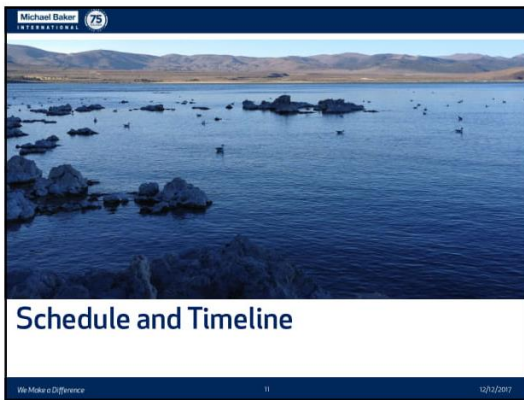 Michael Baker
INTERNATIONAL
75
Schedule and Timeline
We Make a Difference
11
12/12/2017